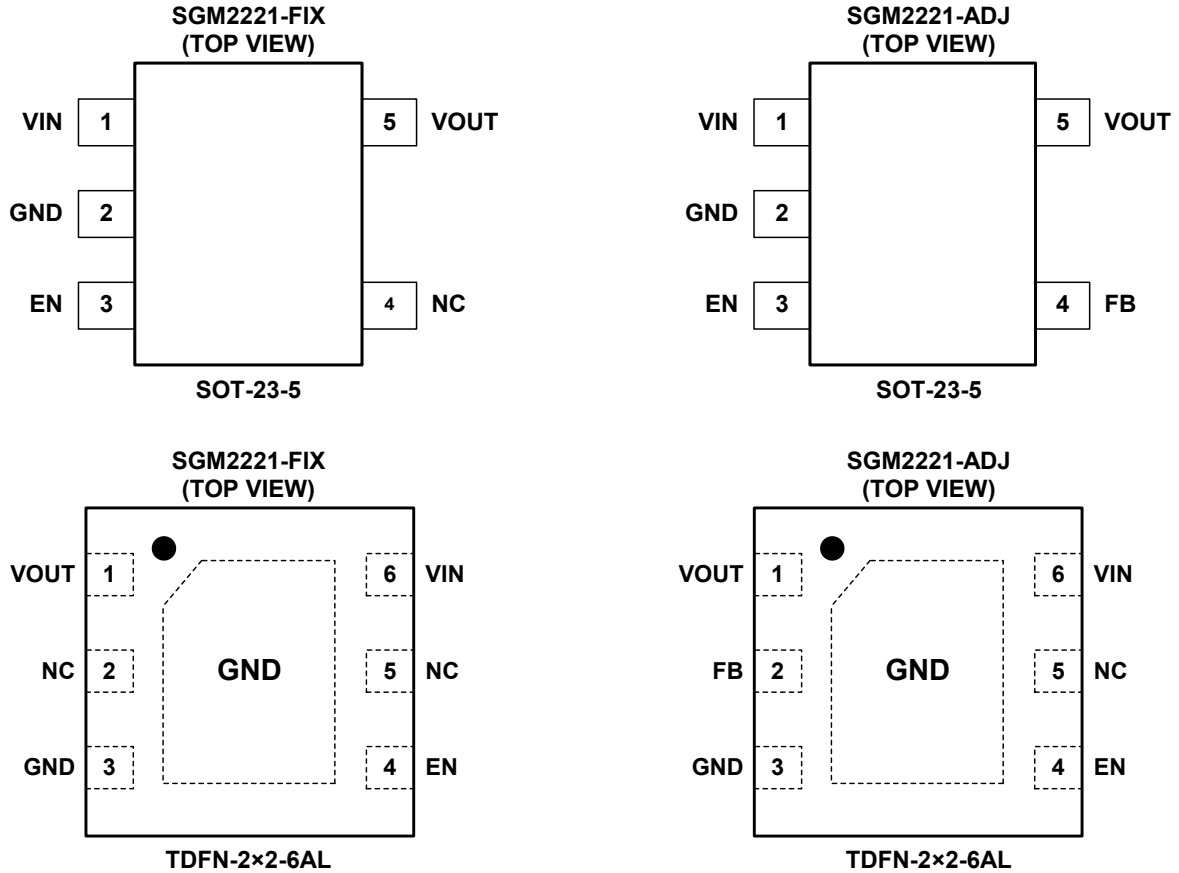 SGM2221-FIX
(TOP VIEW)
VIN 1 5 VOUT
GND 2
EN 3 4 NC
SOT-23-5
SGM2221-ADJ
(TOP VIEW)
VIN 1 5 VOUT
GND 2
EN 3 4 FB
SOT-23-5
SGM2221-FIX
(TOP VIEW)
VOUT 1 6 VIN
NC 2 GND 5 NC
GND 3 4 EN
TDFN-2×2-6AL
SGM2221-ADJ
(TOP VIEW)
VOUT 1 6 VIN
FB 2 GND 5 NC
GND 3 4 EN
TDFN-2×2-6AL